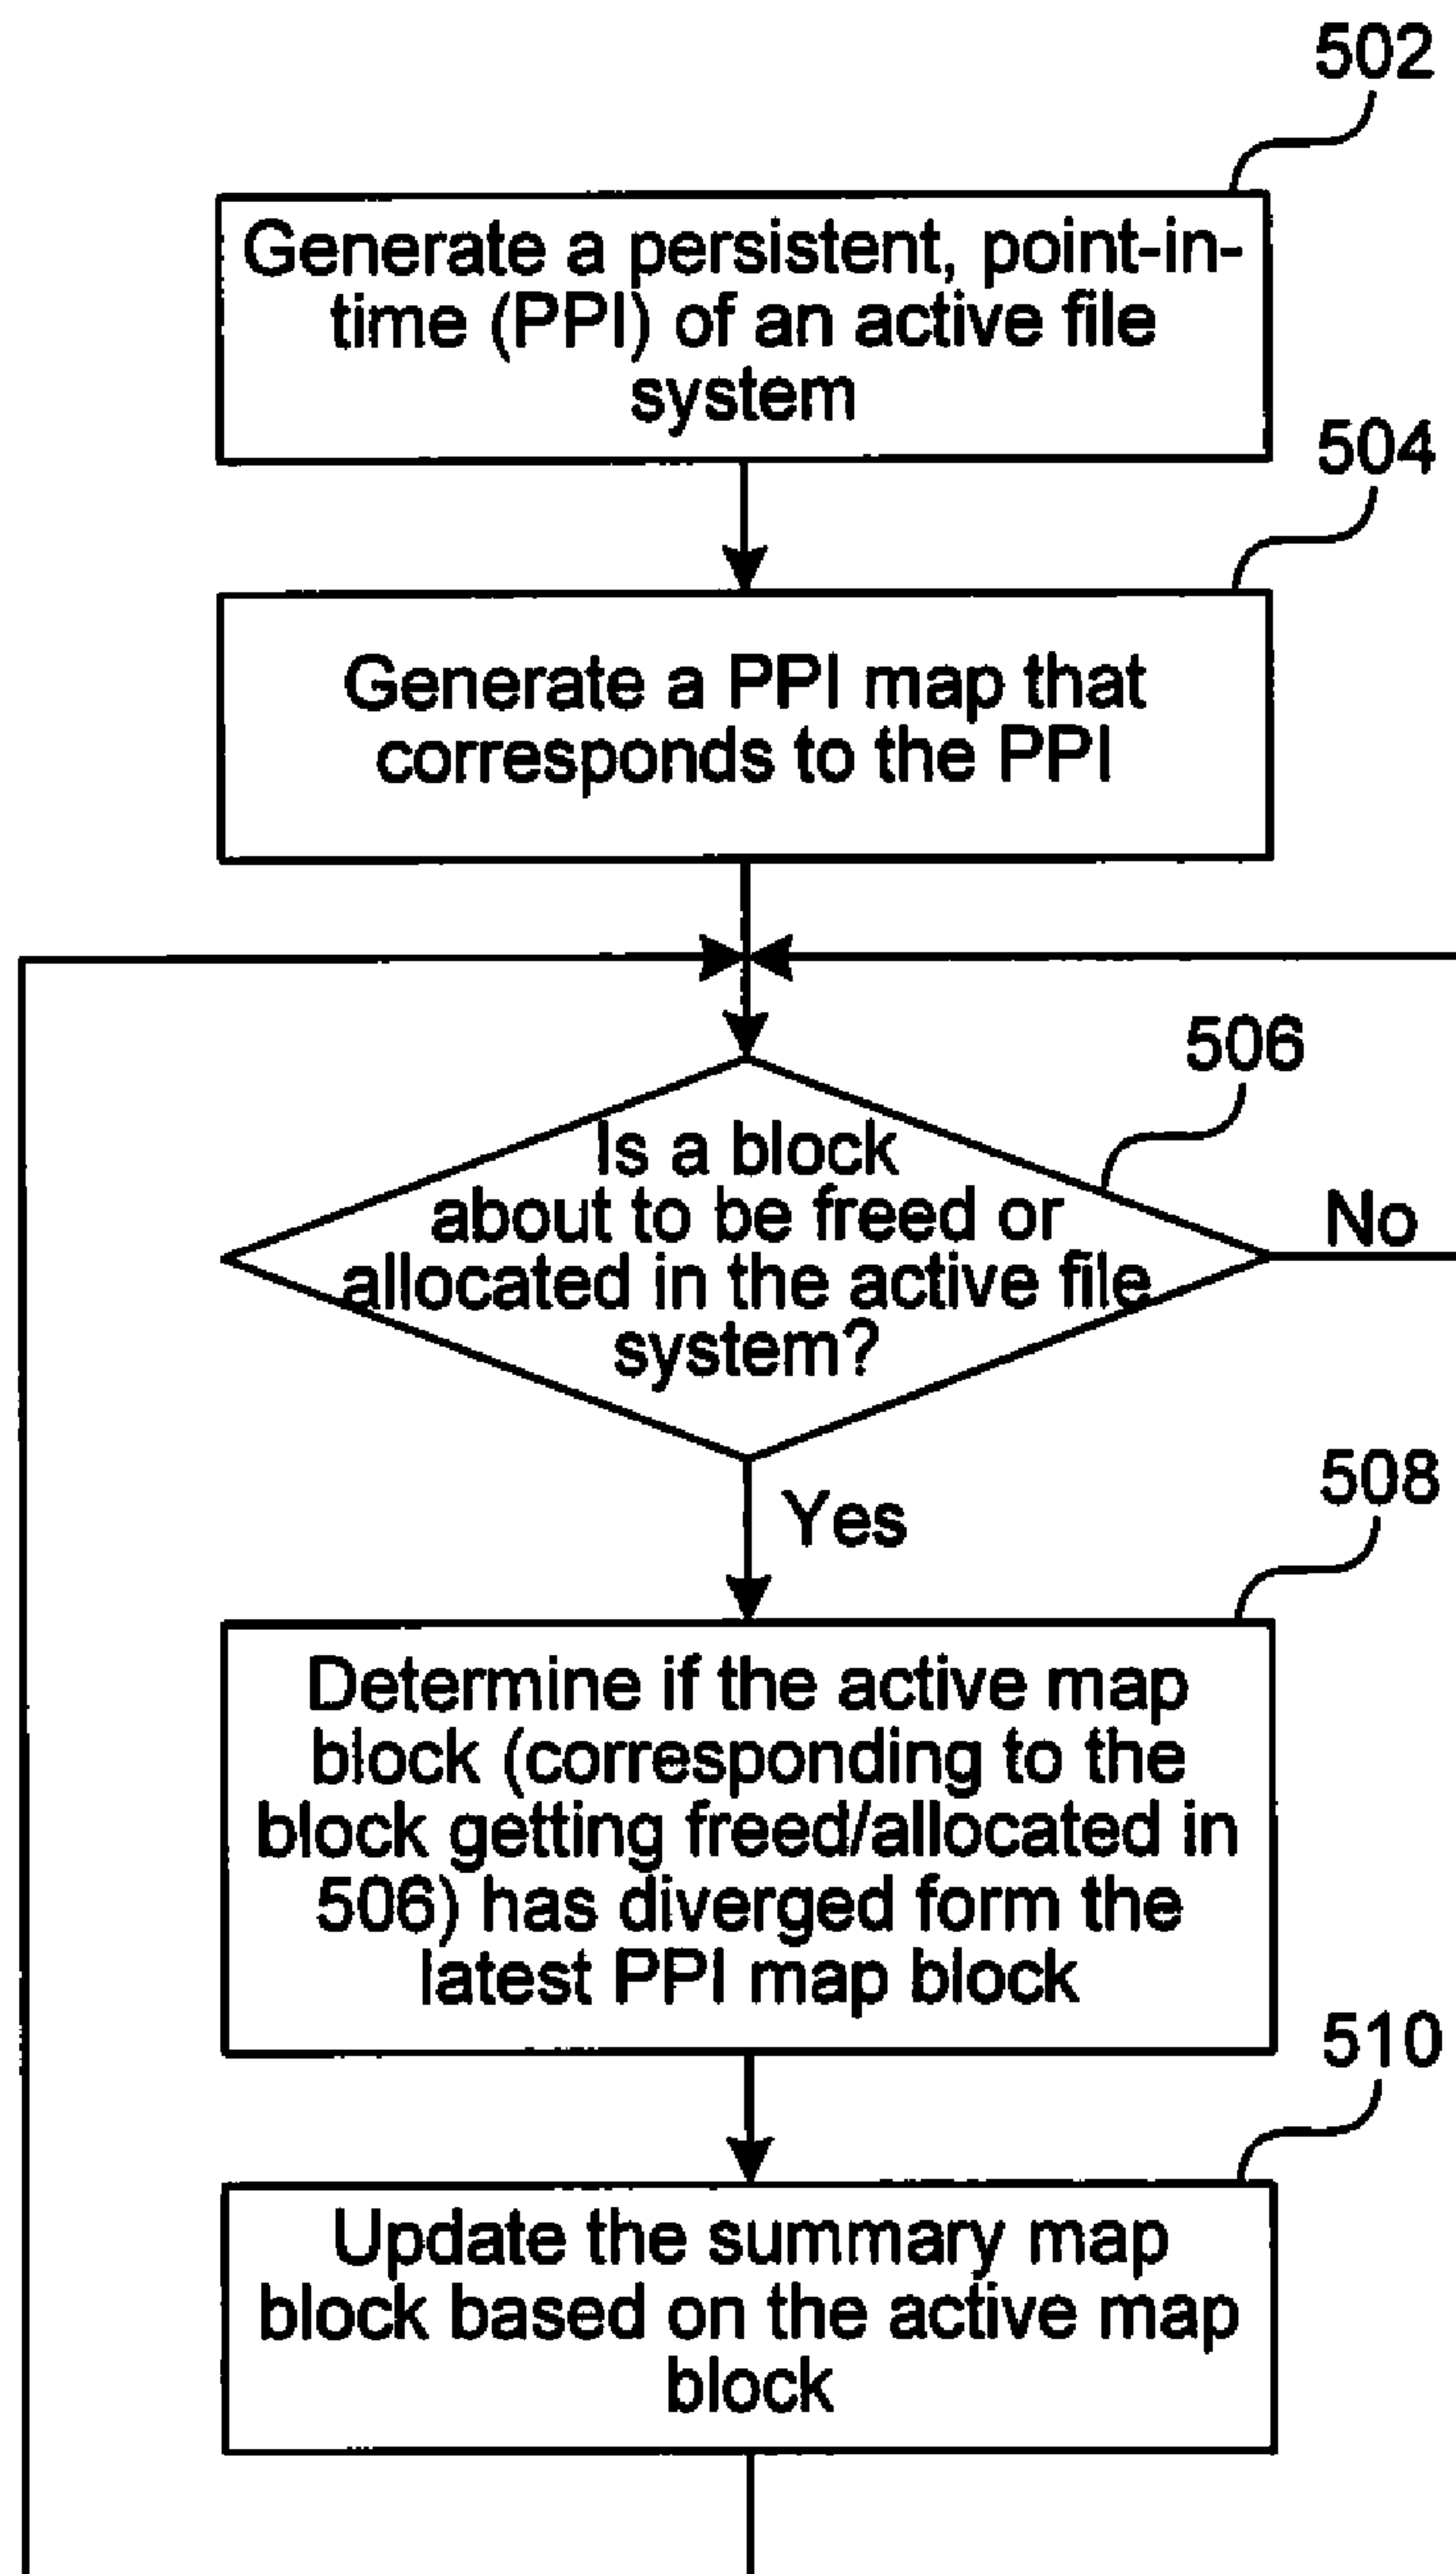 502
Generate a persistent, point-in-
time (PPI) of an active file
system
504
Generate a PPI map that
corresponds to the PPI
506
Is a block
about to be freed or
allocated in the active file
system?
No
Yes
508
Determine if the active map
block (corresponding to the
block getting freed/allocated in
506) has diverged form the
latest PPI map block
510
Update the summary map
block based on the active map
block